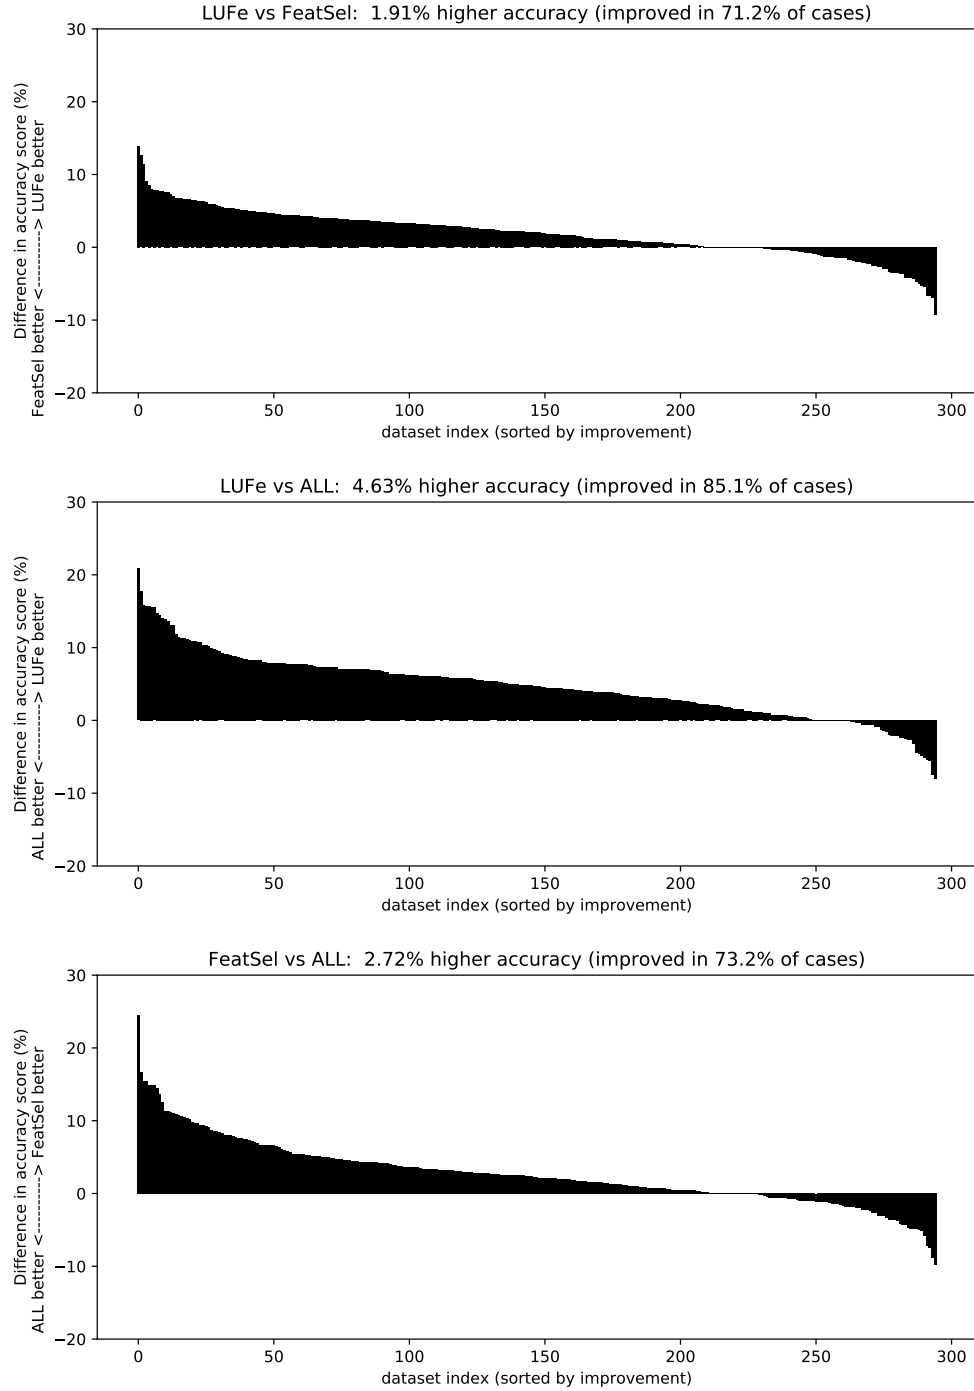 LUFe vs FeatSel:  1.91% higher accuracy (improved in 71.2% of cases)
30
20
10
0
−10
−20
Difference in accuracy score (%)
FeatSel better <----------> LUFe better
0 50 100 150 200 250 300
dataset index (sorted by improvement)
LUFe vs ALL:  4.63% higher accuracy (improved in 85.1% of cases)
30
20
10
0
−10
−20
Difference in accuracy score (%)
ALL better <----------> LUFe better
0 50 100 150 200 250 300
dataset index (sorted by improvement)
FeatSel vs ALL:  2.72% higher accuracy (improved in 73.2% of cases)
30
20
10
0
−10
−20
Difference in accuracy score (%)
ALL better <----------> FeatSel better
0 50 100 150 200 250 300
dataset index (sorted by improvement)